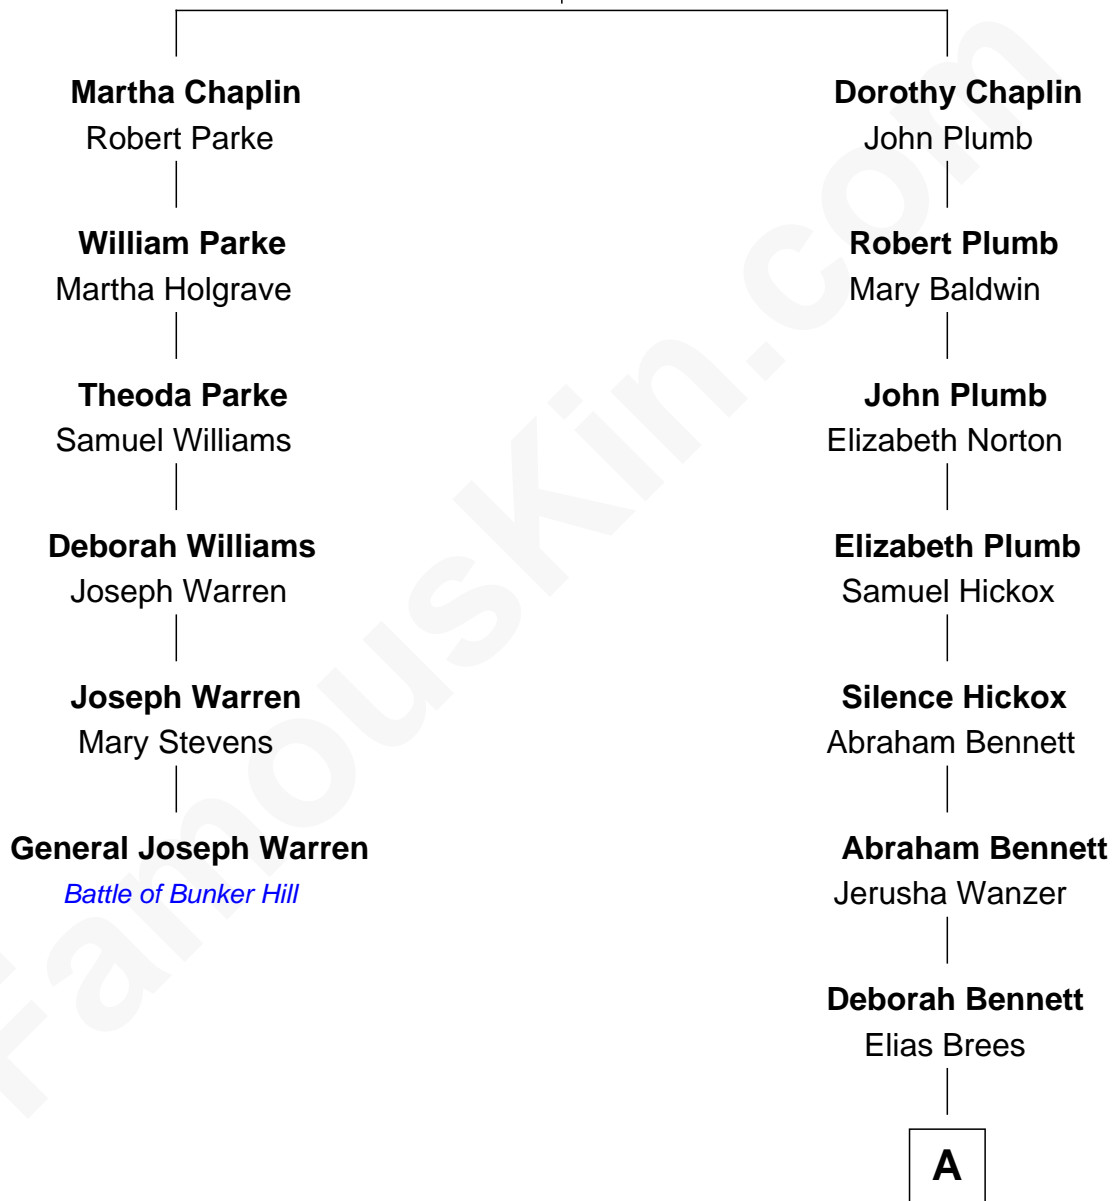 Martha Chaplin
Robert Parke
William Parke
Martha Holgrave
Theoda Parke
Samuel Williams
Deborah Williams
Joseph Warren
Joseph Warren
Mary Stevens
General Joseph Warren
Battle of Bunker Hill
Dorothy Chaplin
John Plumb
Robert Plumb
Mary Baldwin
John Plumb
Elizabeth Norton
Elizabeth Plumb
Samuel Hickox
Silence Hickox
Abraham Bennett
Abraham Bennett
Jerusha Wanzer
Deborah Bennett
Elias Brees
A
FamousKin.com